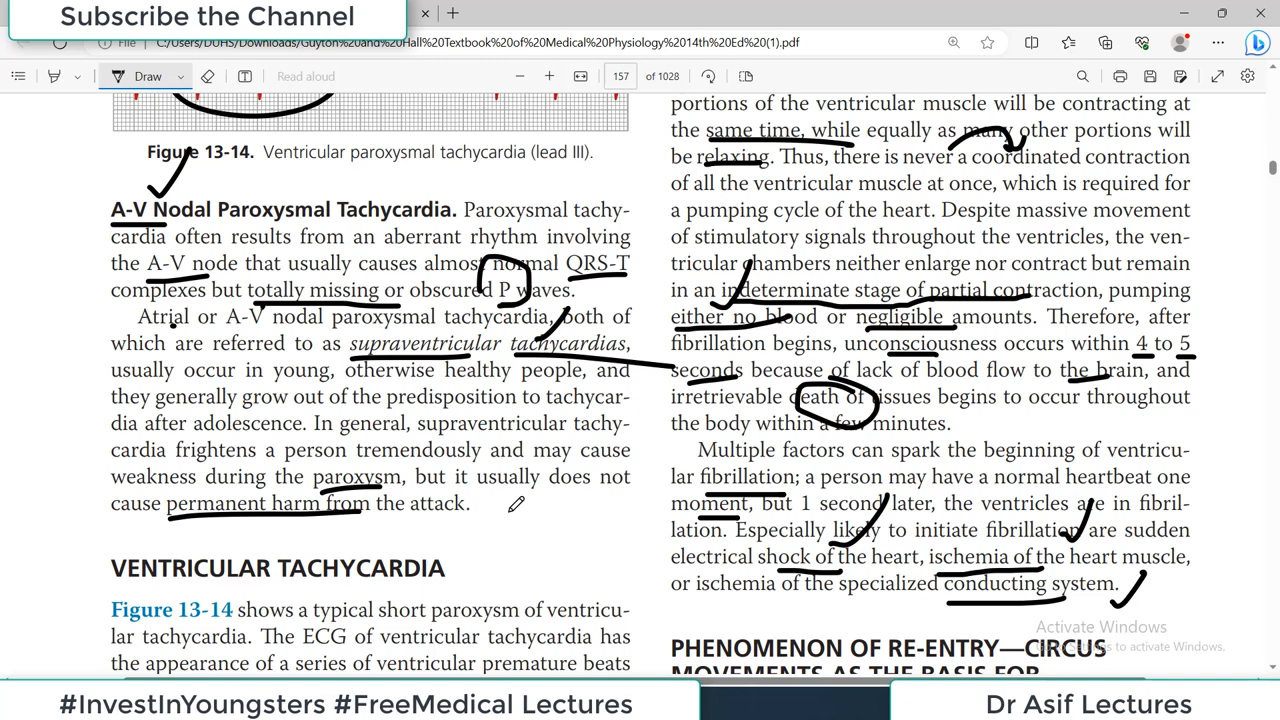 Subscribe the Channel
File
C:/Users/DUHS/Downloads/Guyton%20and%20Hall%20Textbook%20of%20Medical%20Physiology%2014th%20Ed%20(1).pdf
Draw
Read aloud
157 of 1028
Figure 13-14. Ventricular paroxysmal tachycardia (lead III).
A-V Nodal Paroxysmal Tachycardia. Paroxysmal tachy-
cardia often results from an aberrant rhythm involving
the A-V node that usually causes almost normal QRS-T
complexes but totally missing or obscured P waves.
Atrial or A-V nodal paroxysmal tachycardia, both of
which are referred to as supraventricular tachycardias,
usually occur in young, otherwise healthy people, and
they generally grow out of the predisposition to tachycar-
dia after adolescence. In general, supraventricular tachy-
cardia frightens a person tremendously and may cause
weakness during the paroxysm, but it usually does not
cause permanent harm from the attack.
VENTRICULAR TACHYCARDIA
Figure 13-14 shows a typical short paroxysm of ventricu-
lar tachycardia. The ECG of ventricular tachycardia has
the appearance of a series of ventricular premature beats
portions of the ventricular muscle will be contracting at
the same time, while equally as many other portions will
be relaxing. Thus, there is never a coordinated contraction
of all the ventricular muscle at once, which is required for
a pumping cycle of the heart. Despite massive movement
of stimulatory signals throughout the ventricles, the ven-
tricular chambers neither enlarge nor contract but remain
in an indeterminate stage of partial contraction, pumping
either no blood or negligible amounts. Therefore, after
fibrillation begins, unconsciousness occurs within 4 to 5
seconds because of lack of blood flow to the brain, and
irretrievable death of tissues begins to occur throughout
the body within a few minutes.
Multiple factors can spark the beginning of ventricu-
lar fibrillation; a person may have a normal heartbeat one
moment, but 1 second later, the ventricles are in fibril-
lation. Especially likely to initiate fibrillation are sudden
electrical shock of the heart, ischemia of the heart muscle,
or ischemia of the specialized conducting system.
PHENOMENON OF RE-ENTRY—CIRCUS
MOVEMENTS AS THE BASIS FOR
Activate Windows
Go to Settings to activate Windows.
#InvestInYoungsters #FreeMedical Lectures
Dr Asif Lectures